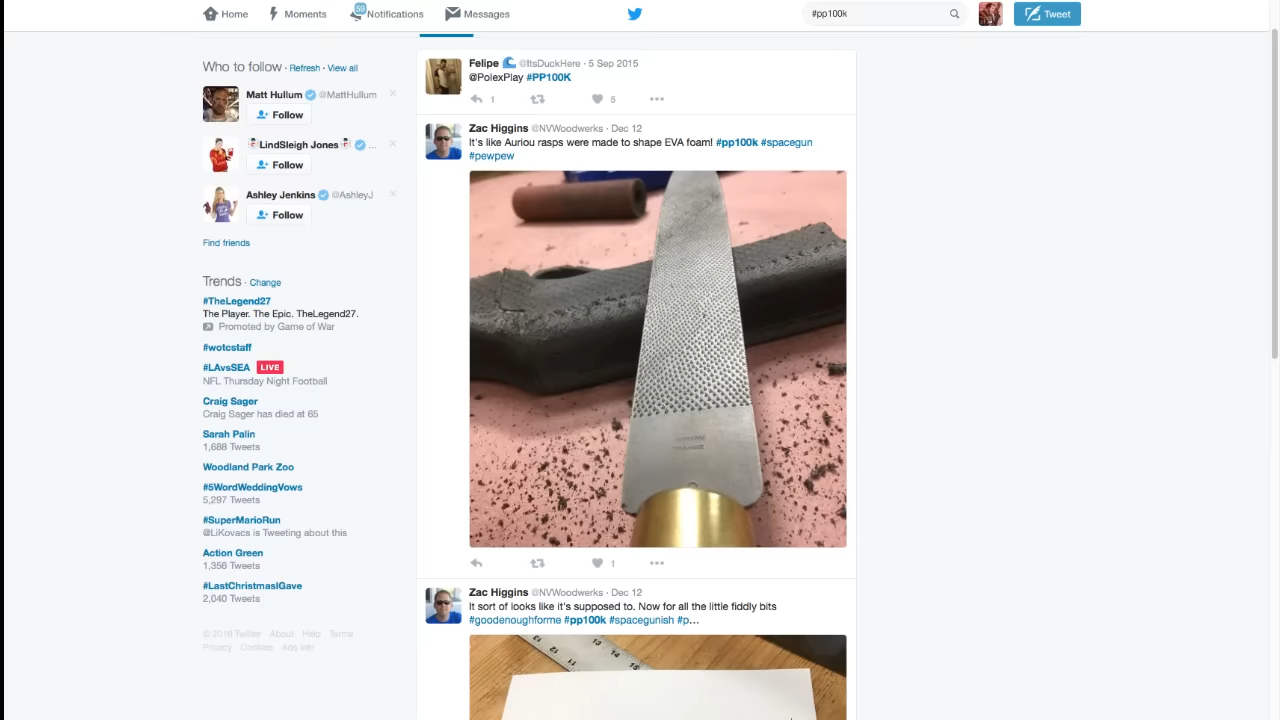 Home Moments 59 Notifications Messages #pp100k Tweet
Who to follow · Refresh · View all
Matt Hullum @MattHullum
Follow
LindSleigh Jones ...
Follow
Ashley Jenkins @AshleyJ
Follow
Find friends
Trends · Change
#TheLegend27
The Player. The Epic. TheLegend27.
Promoted by Game of War
#wotcstaff
#LAvsSEA LIVE
NFL Thursday Night Football
Craig Sager
Craig Sager has died at 65
Sarah Palin
1,688 Tweets
Woodland Park Zoo
#5WordWeddingVows
5,297 Tweets
#SuperMarioRun
@LiKovacs is Tweeting about this
Action Green
1,356 Tweets
#LastChristmasIGave
2,040 Tweets
© 2016 Twitter About Help Terms
Privacy Cookies Ads info
Felipe @ItsDuckHere · 5 Sep 2015
@PolexPlay #PP100K
1 5
Zac Higgins @NVWoodwerks · Dec 12
It's like Auriou rasps were made to shape EVA foam! #pp100k #spacegun
#pewpew
1
Zac Higgins @NVWoodwerks · Dec 12
It sort of looks like it's supposed to. Now for all the little fiddly bits
#goodenoughforme #pp100k #spacegunish #p...
12 11 13 14 15